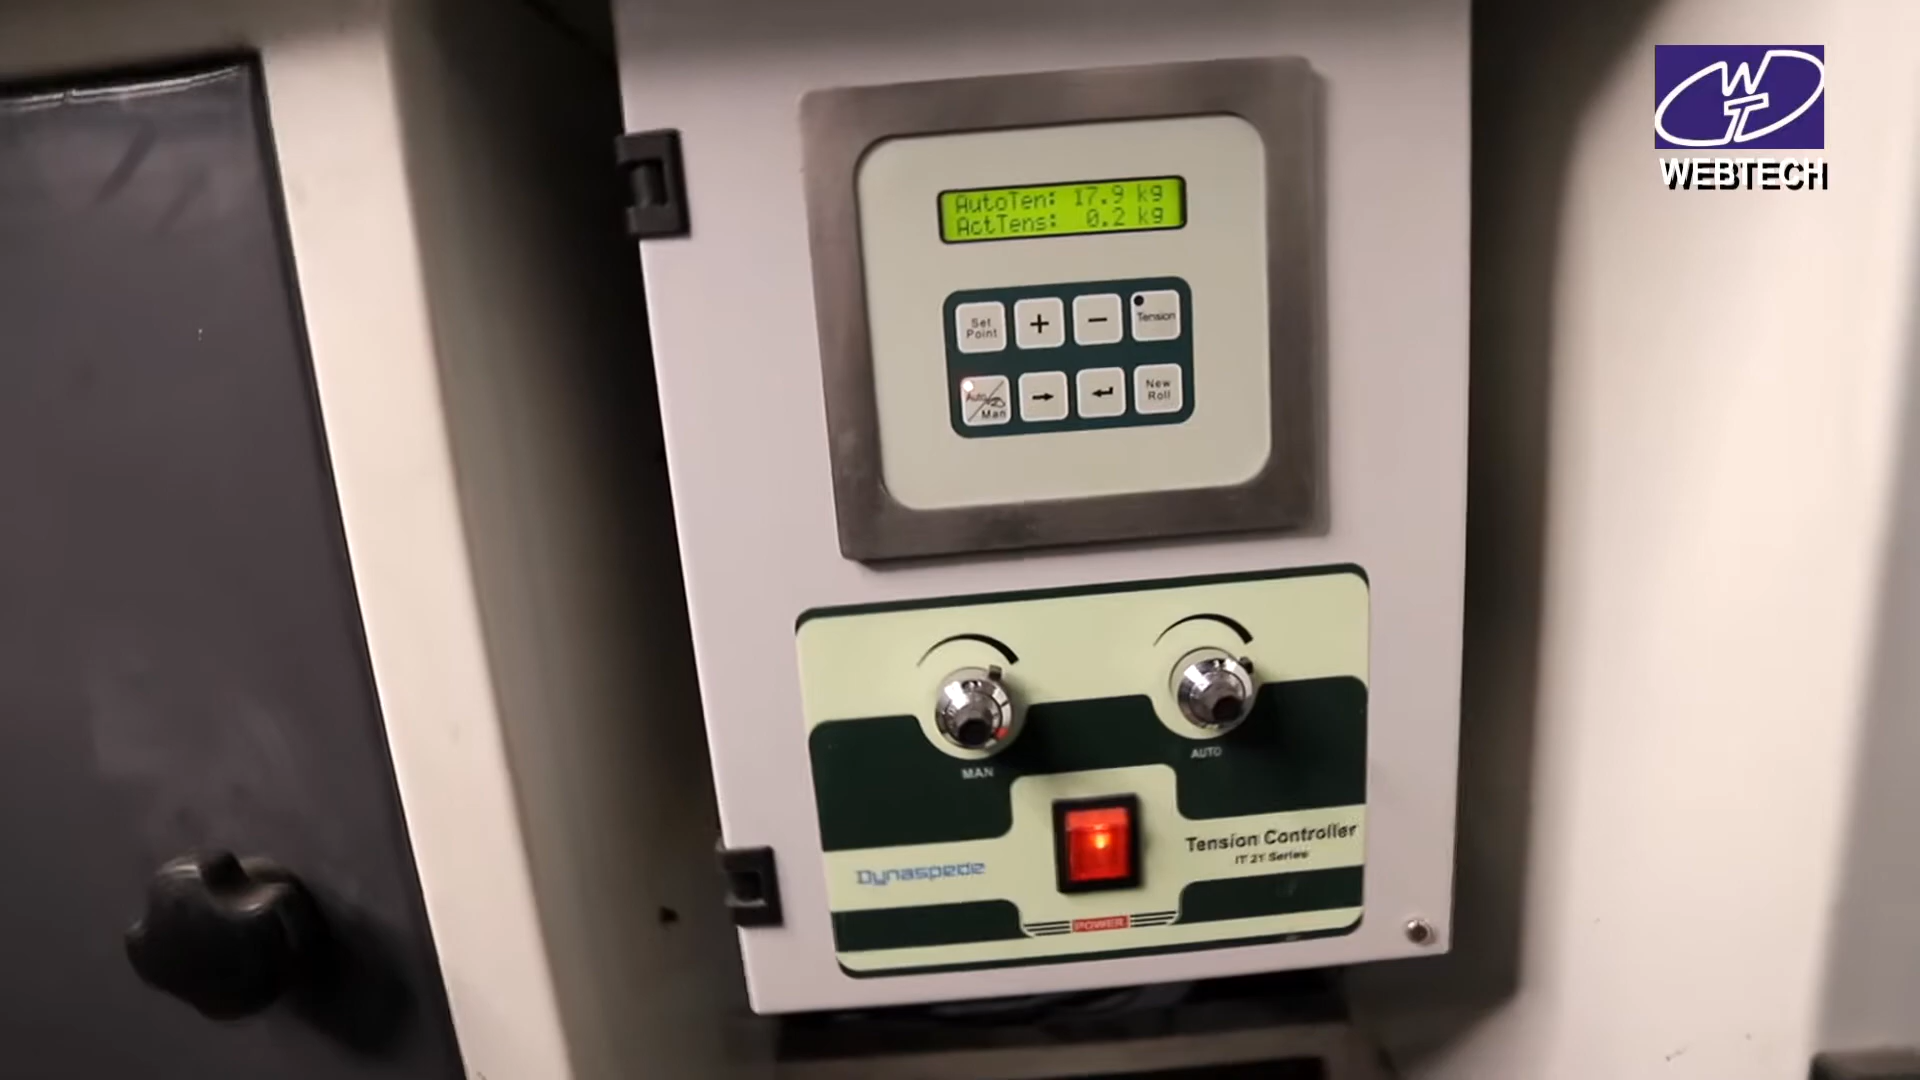 WT
WEBTECH
AutoTen: 17.9 kg
ActTens: 0.2 kg
Set
Point
+
−
Tension
Auto
Man
→
↵
New
Roll
MAN
AUTO
Tension Controller
IT 21 Series
Dynaspede
POWER